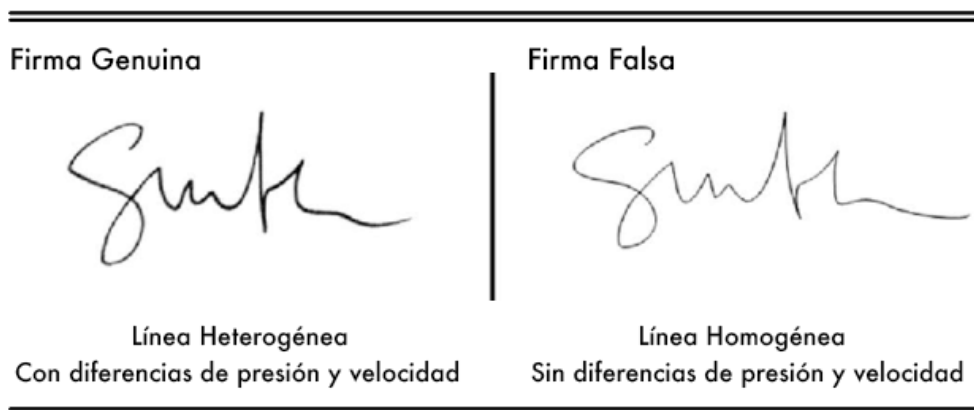 Firma Genuina
Firma Falsa
Línea Heterogénea
Con diferencias de presión y velocidad
Línea Homogénea
Sin diferencias de presión y velocidad